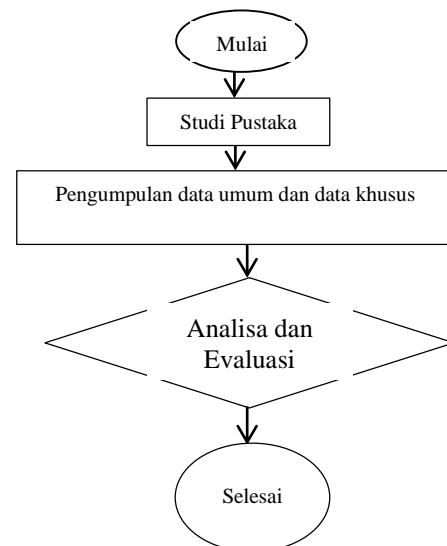 Mulai
Studi Pustaka
Pengumpulan data umum dan data khusus
Analisa dan
Evaluasi
Selesai